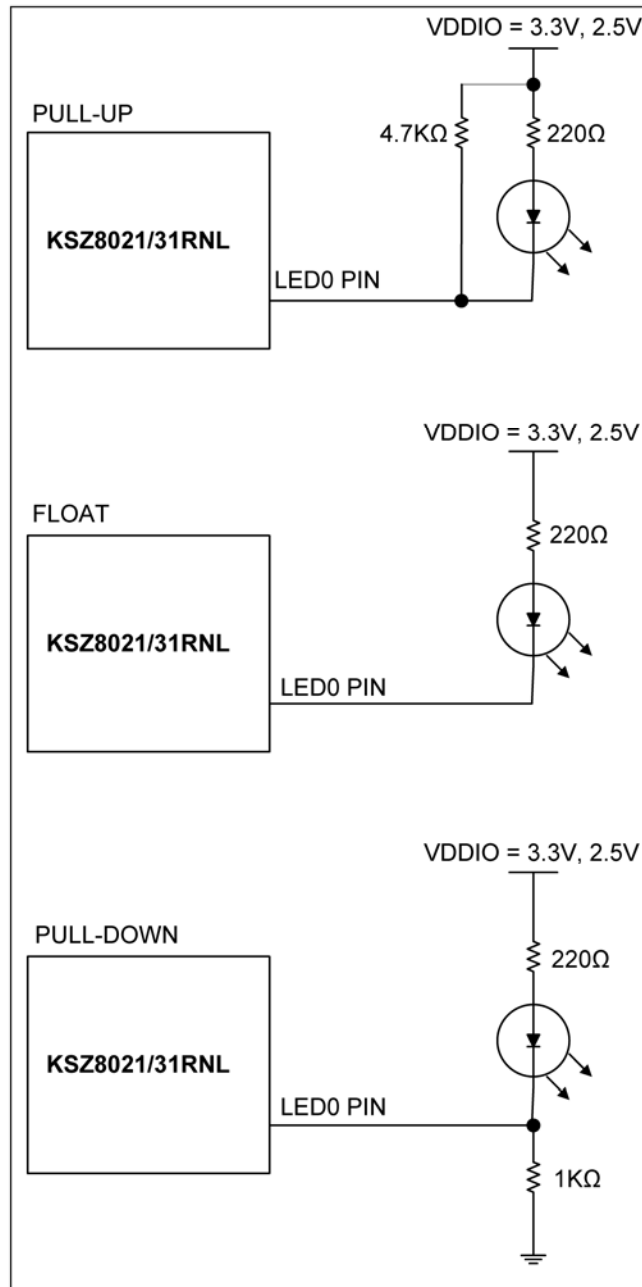 VDDIO = 3.3V, 2.5V
PULL-UP
4.7KΩ
220Ω
KSZ8021/31RNL
LED0 PIN
VDDIO = 3.3V, 2.5V
FLOAT
220Ω
KSZ8021/31RNL
LED0 PIN
VDDIO = 3.3V, 2.5V
PULL-DOWN
220Ω
KSZ8021/31RNL
LED0 PIN
1KΩ